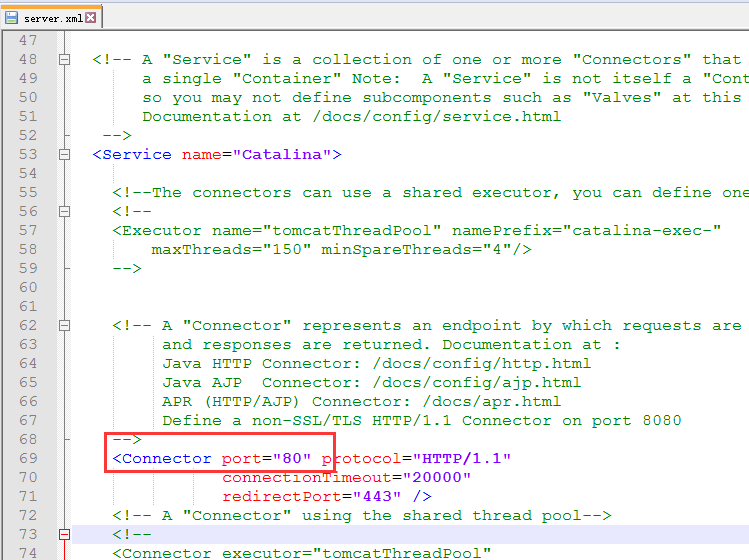 server.xml
47
48 <!-- A "Service" is a collection of one or more "Connectors" that
49 a single "Container" Note:  A "Service" is not itself a "Cont
50 so you may not define subcomponents such as "Valves" at this
51 Documentation at /docs/config/service.html
52 -->
53 <Service name="Catalina">
54
55 <!--The connectors can use a shared executor, you can define one
56 <!--
57 <Executor name="tomcatThreadPool" namePrefix="catalina-exec-"
58 maxThreads="150" minSpareThreads="4"/>
59 -->
60
61
62 <!-- A "Connector" represents an endpoint by which requests are
63 and responses are returned. Documentation at :
64 Java HTTP Connector: /docs/config/http.html
65 Java AJP  Connector: /docs/config/ajp.html
66 APR (HTTP/AJP) Connector: /docs/apr.html
67 Define a non-SSL/TLS HTTP/1.1 Connector on port 8080
68 -->
69 <Connector port="80" protocol="HTTP/1.1"
70 connectionTimeout="20000"
71 redirectPort="443" />
72 <!-- A "Connector" using the shared thread pool-->
73 <!--
74 <Connector executor="tomcatThreadPool"